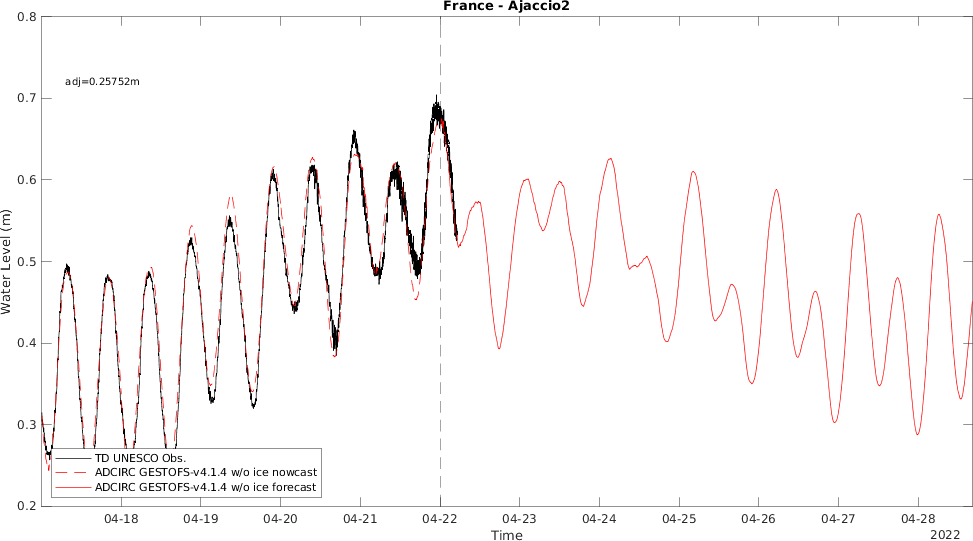 France - Ajaccio2
adj=0.25752m
0.8
0.7
0.6
0.5
0.4
0.3
0.2
Water Level (m)
TD UNESCO Obs.
ADCIRC GESTOFS-v4.1.4 w/o ice nowcast
ADCIRC GESTOFS-v4.1.4 w/o ice forecast
04-18 04-19 04-20 04-21 04-22 04-23 04-24 04-25 04-26 04-27 04-28
Time
2022